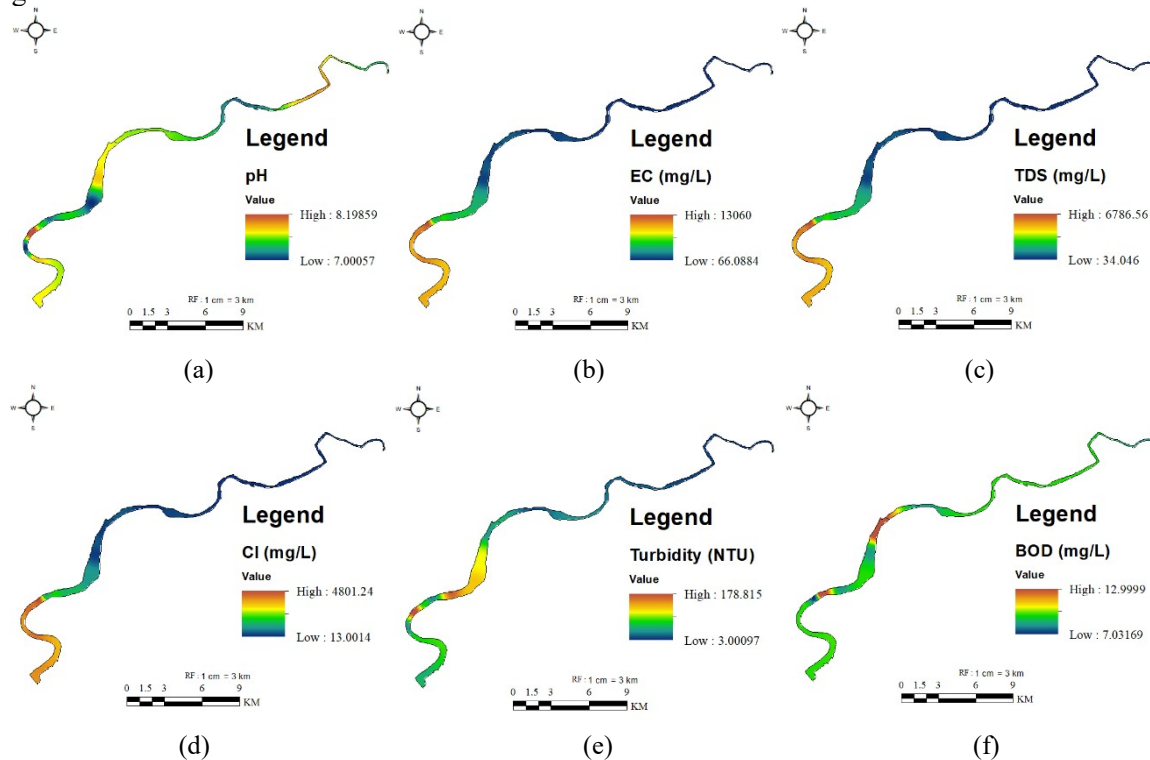 g
N
W E
S
Legend
pH
Value
High : 8.19859
Low : 7.00057
RF : 1 cm = 3 km
0 1.5 3 6 9
KM
(a)
N
W E
S
Legend
EC (mg/L)
Value
High : 13060
Low : 66.0884
RF : 1 cm = 3 km
0 1.5 3 6 9
KM
(b)
N
W E
S
Legend
TDS (mg/L)
Value
High : 6786.56
Low : 34.046
RF : 1 cm = 3 km
0 1.5 3 6 9
KM
(c)
N
W E
S
Legend
Cl (mg/L)
Value
High : 4801.24
Low : 13.0014
RF : 1 cm = 3 km
0 1.5 3 6 9
KM
(d)
N
W E
S
Legend
Turbidity (NTU)
Value
High : 178.815
Low : 3.00097
RF : 1 cm = 3 km
0 1.5 3 6 9
KM
(e)
N
W E
S
Legend
BOD (mg/L)
Value
High : 12.9999
Low : 7.03169
RF : 1 cm = 3 km
0 1.5 3 6 9
KM
(f)